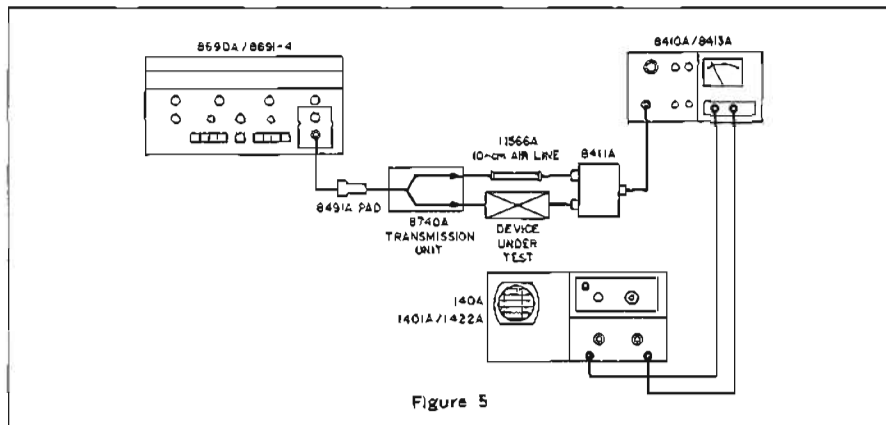 8690A/8691-4
8410A/8413A
11566A
10-cm AIR LINE
8411A
8491A PAD
8740A
TRANSMISSION
UNIT
DEVICE
UNDER
TEST
140A
1401A/1422A
Figure 5